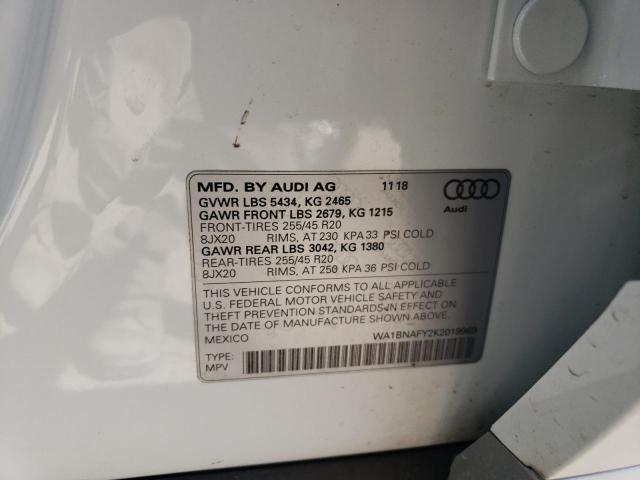 MFD. BY AUDI AG 11 18
GVWR LBS 5434, KG 2465
GAWR FRONT LBS 2679, KG 1215
FRONT-TIRES 255/45 R20
8JX20 RIMS, AT 230 KPA 33 PSI COLD
GAWR REAR LBS 3042, KG 1380
REAR-TIRES 255/45 R20
8JX20 RIMS, AT 250 KPA 36 PSI COLD
Audi
THIS VEHICLE CONFORMS TO ALL APPLICABLE
U.S. FEDERAL MOTOR VEHICLE SAFETY AND
THEFT PREVENTION STANDARDS IN EFFECT ON
THE DATE OF MANUFACTURE SHOWN ABOVE.
MEXICO WA1BNAFY2K2019969
TYPE:
MPV